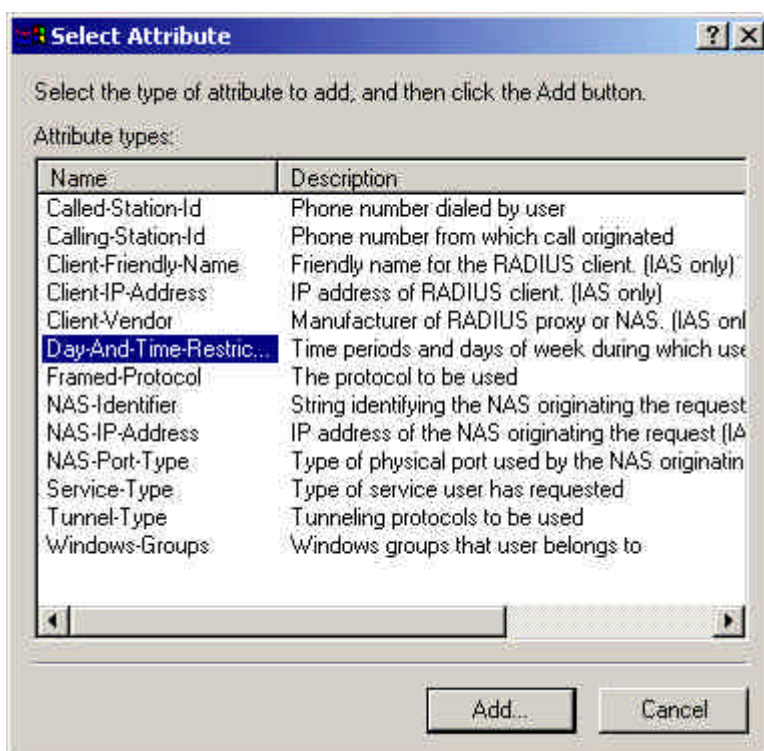 Select Attribute
Select the type of attribute to add, and then click the Add button.
Attribute types:
Name Description
Called-Station-Id Phone number dialed by user
Calling-Station-Id Phone number from which call originated
Client-Friendly-Name Friendly name for the RADIUS client. (IAS only)
Client-IP-Address IP address of RADIUS client. (IAS only)
Client-Vendor Manufacturer of RADIUS proxy or NAS. (IAS onl
Day-And-Time-Restric... Time periods and days of week during which use
Framed-Protocol The protocol to be used
NAS-Identifier String identifying the NAS originating the request
NAS-IP-Address IP address of the NAS originating the request (IA
NAS-Port-Type Type of physical port used by the NAS originatin
Service-Type Type of service user has requested
Tunnel-Type Tunneling protocols to be used
Windows-Groups Windows groups that user belongs to
Add... Cancel